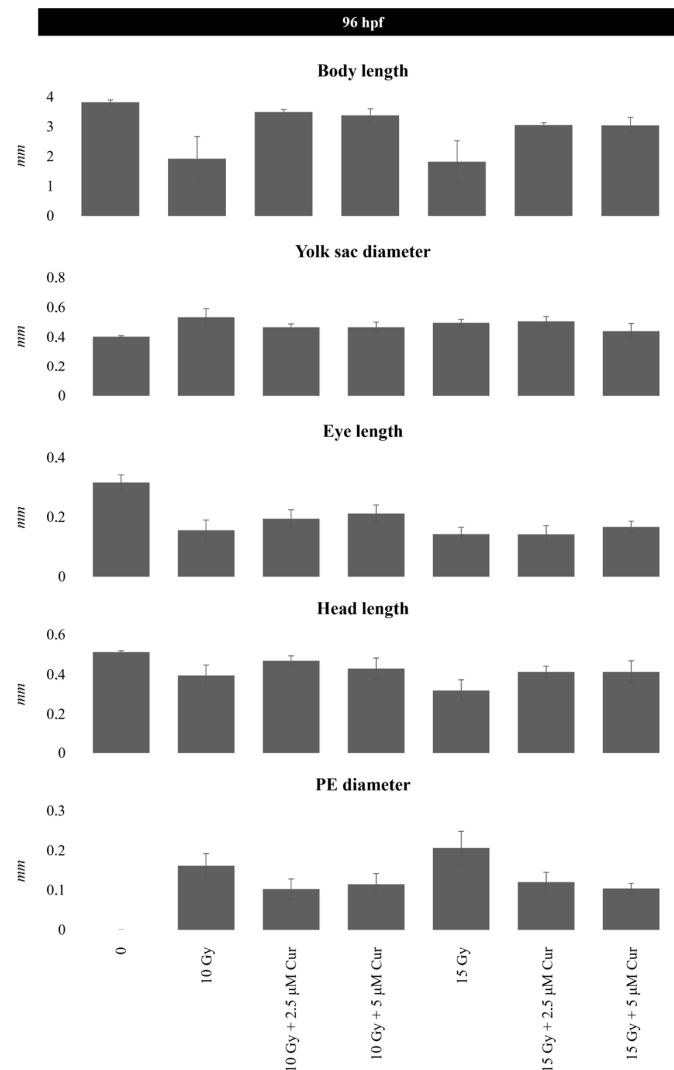 96 hpf
Body length
4
3
2
1
0
mm
Yolk sac diameter
0.8
0.6
0.4
0.2
0
mm
Eye length
0.4
0.2
0
mm
Head length
0.6
0.4
0.2
0
mm
PE diameter
0.3
0.2
0.1
0
mm
0
10 Gy
10 Gy + 2.5 μM Cur
10 Gy + 5 μM Cur
15 Gy
15 Gy + 2.5 μM Cur
15 Gy + 5 μM Cur